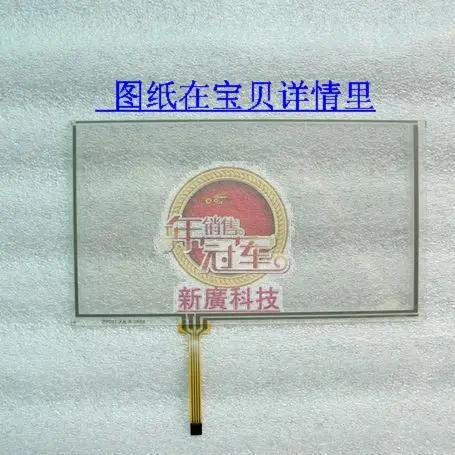 图纸在宝贝详情里
年销售
冠军
新廣科技